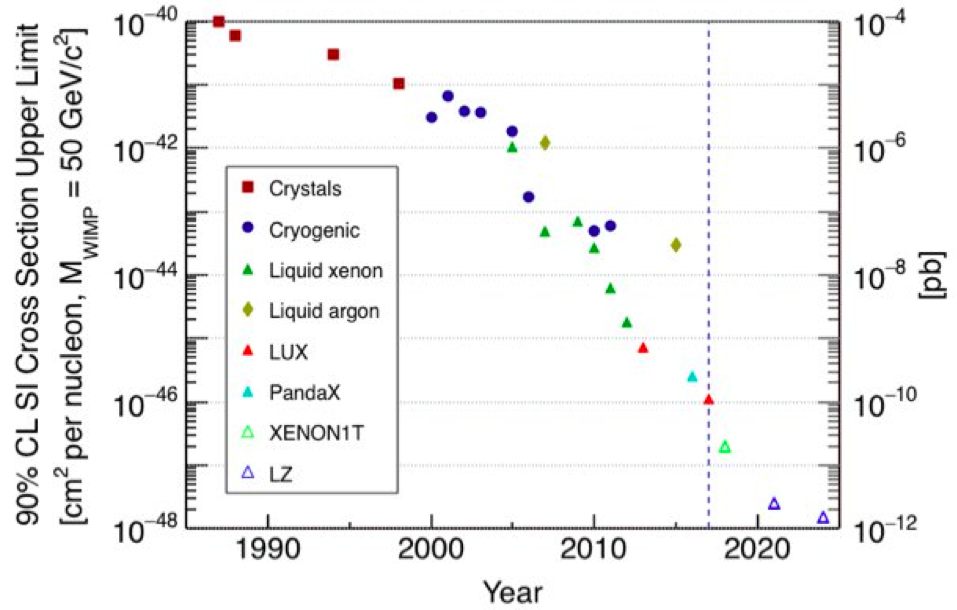 90% CL SI Cross Section Upper Limit
[cm² per nucleon, M_WIMP = 50 GeV/c²]
10⁻⁴⁰
10⁻⁴²
10⁻⁴⁴
10⁻⁴⁶
10⁻⁴⁸
Crystals
Cryogenic
Liquid xenon
Liquid argon
LUX
PandaX
XENON1T
LZ
10⁻⁴
10⁻⁶
10⁻⁸
10⁻¹⁰
10⁻¹²
[pb]
1990 2000 2010 2020
Year